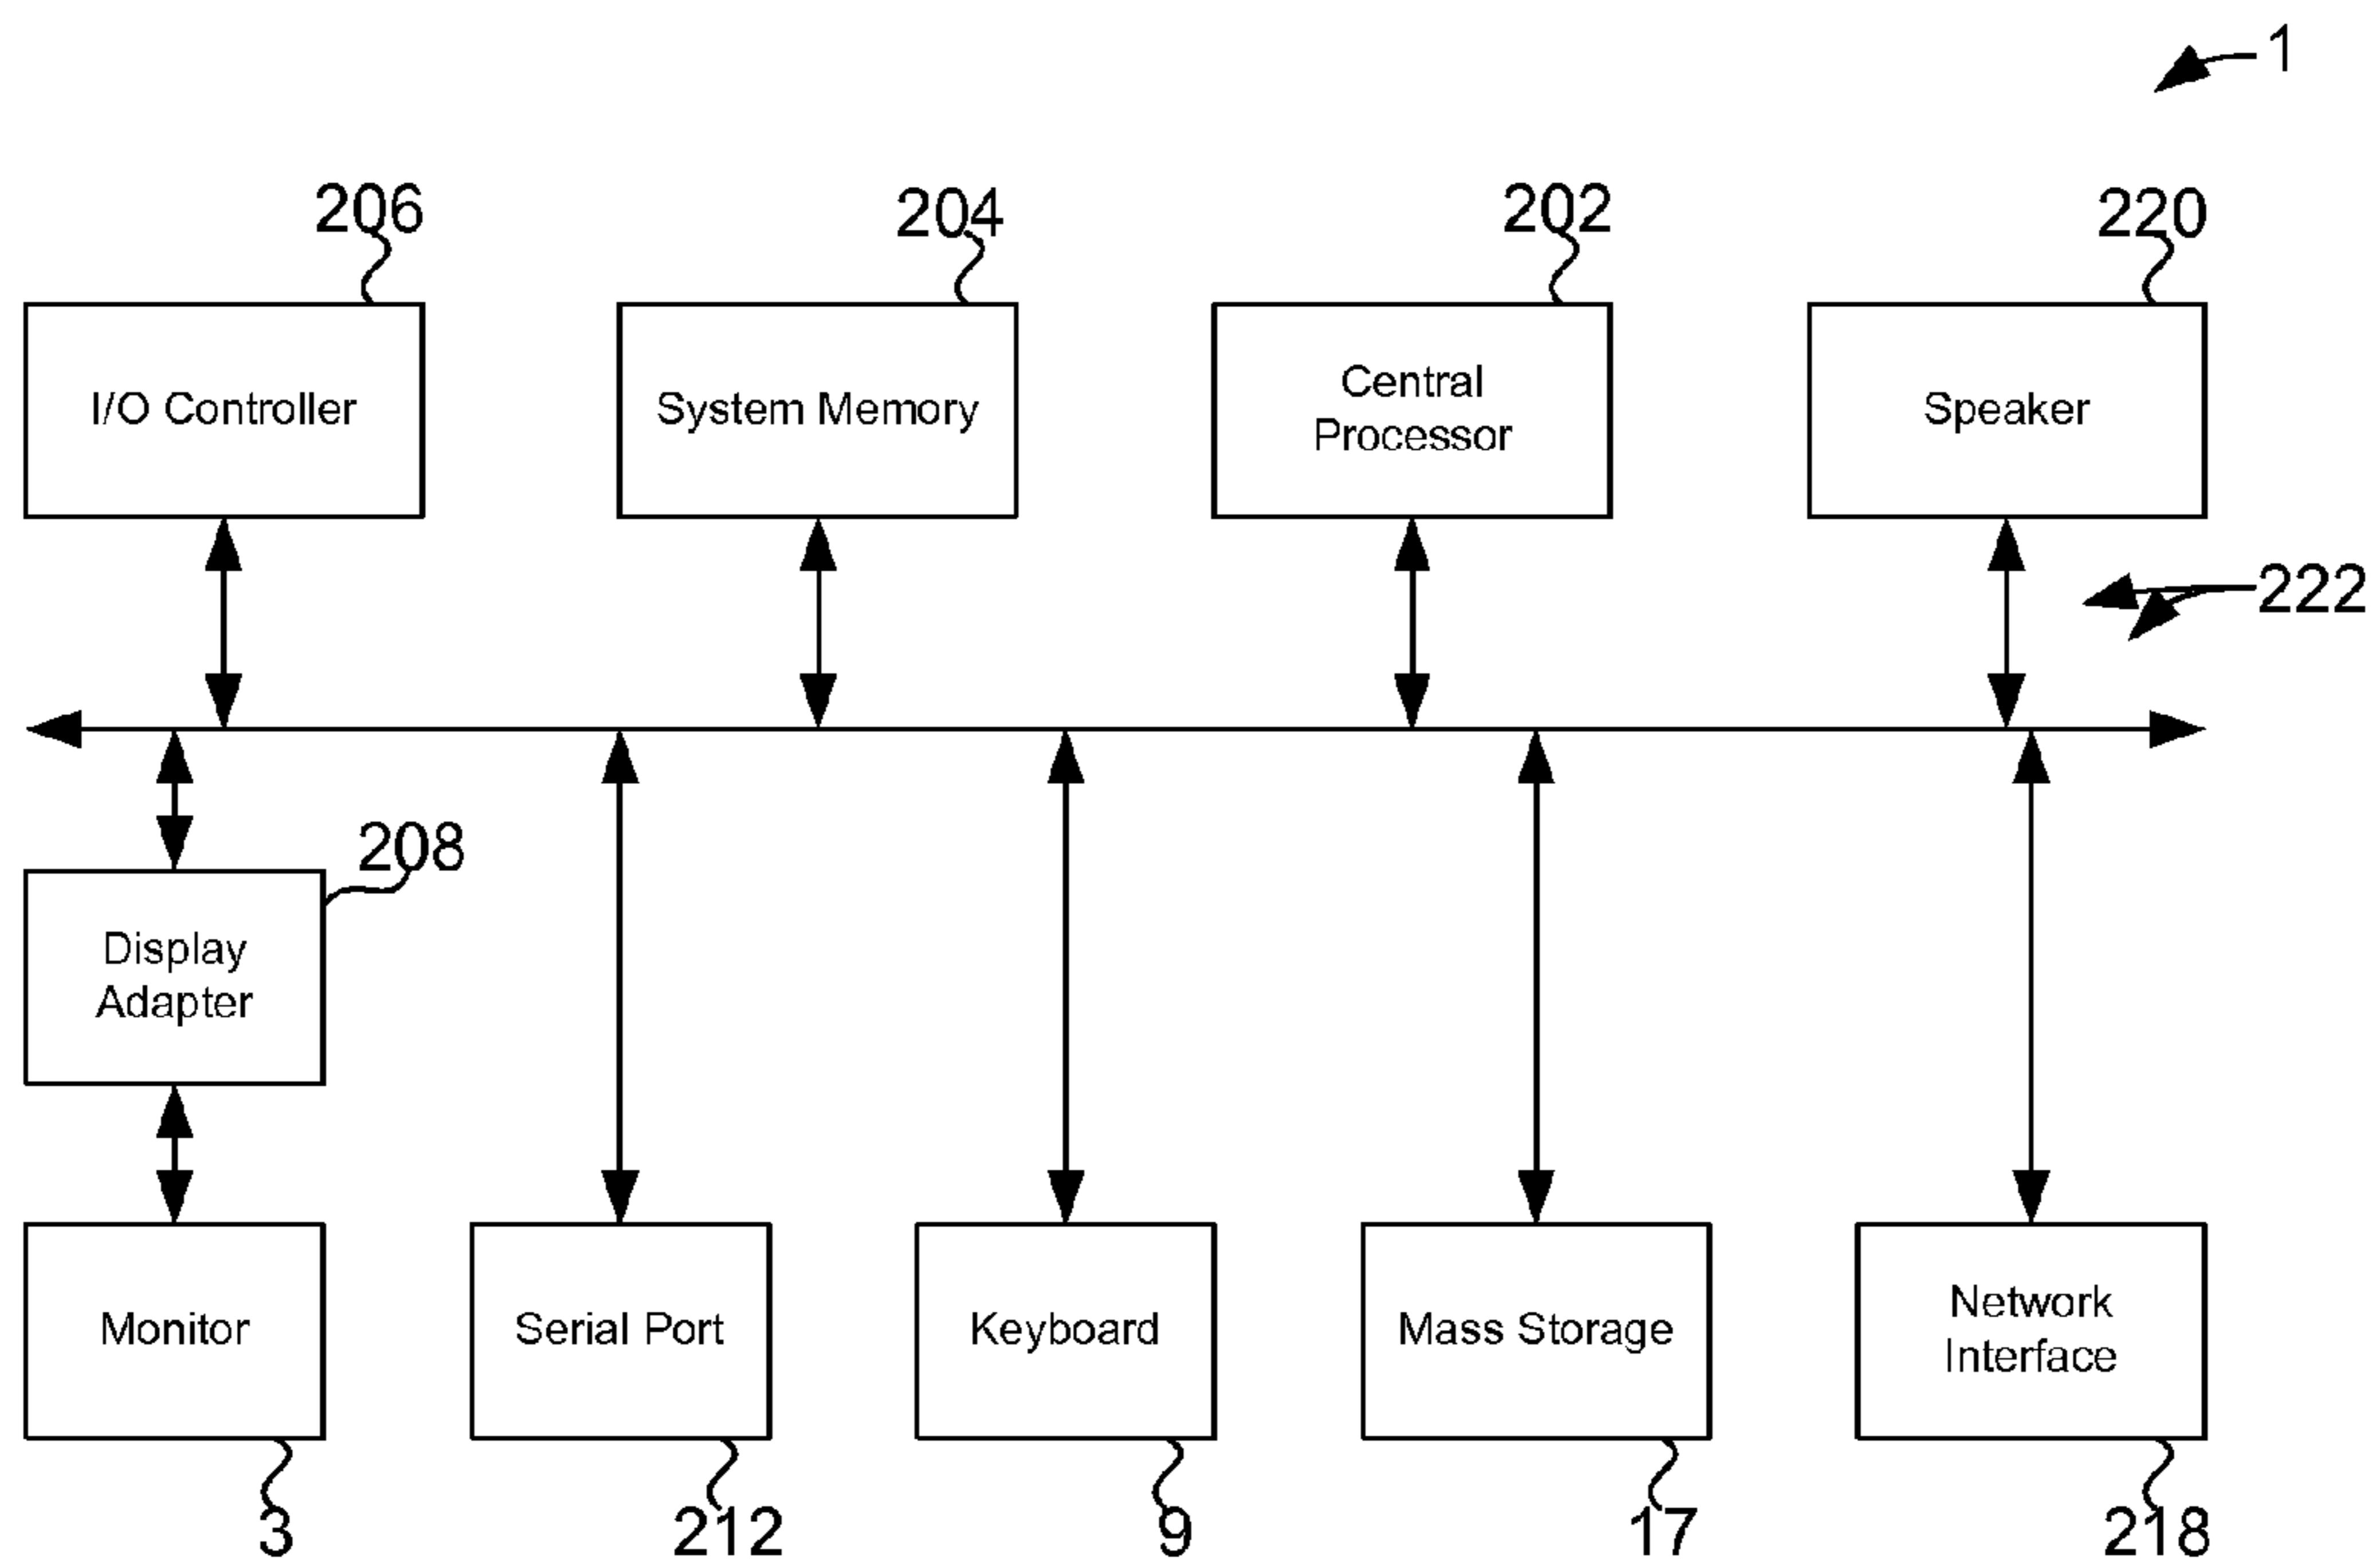 1
206
204
202
220
I/O Controller
System Memory
Central
Processor
Speaker
222
208
Display
Adapter
Monitor
Serial Port
Keyboard
Mass Storage
Network
Interface
3
212
9
17
218